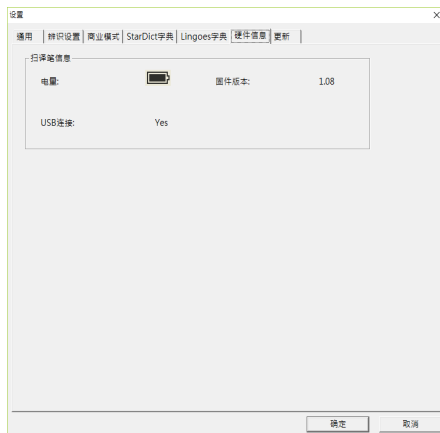 设置
通用 辨识设置 商业模式 StarDict字典 Lingoes字典 硬件信息 更新
扫译笔信息
电量: 固件版本: 1.08
USB连接: Yes
确定 取消